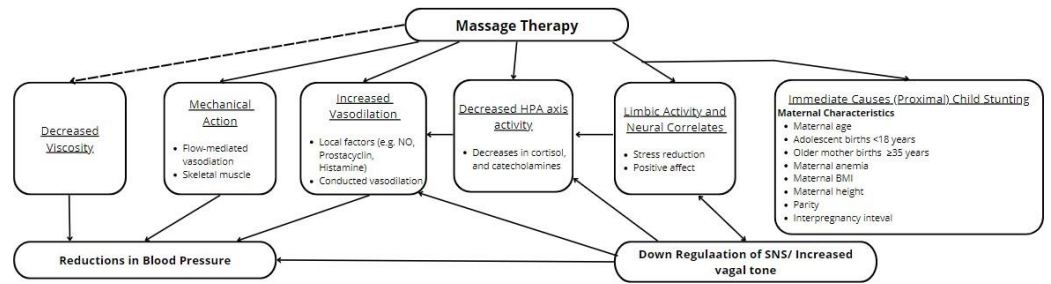 Massage Therapy
Decreased
Viscosity
Mechanical
Action
• Flow-mediated
vasodiation
• Skeletal muscle
Increased
Vasodilation
• Local factors (e.g. NO,
Prostacyclin,
Histamine)
• Conducted vasodilation
Decreased HPA axis
activity
• Decreases in cortisol,
and catecholamines
Limbic Activity and
Neural Correlates
• Stress reduction
• Positive affect
Immediate Causes (Proximal) Child Stunting
Maternal Characteristics
• Maternal age
• Adolescent births <18 years
• Older mother births ≥35 years
• Maternal anemia
• Maternal BMI
• Maternal height
• Parity
• Interpregnancy inteval
Reductions in Blood Pressure
Down Regulaation of SNS/ Increased
vagal tone